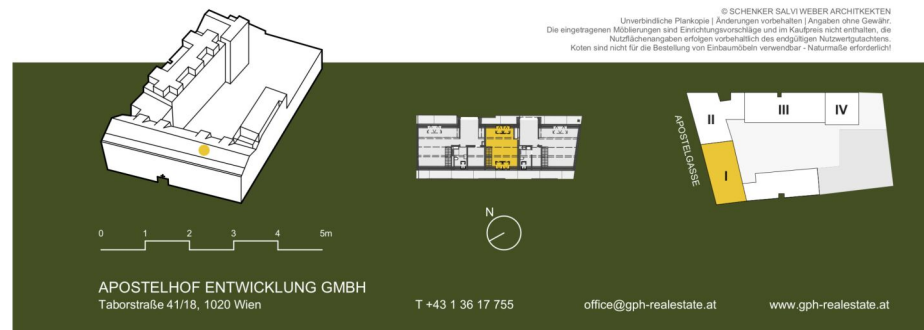 © SCHENKER SALVI WEBER ARCHITKEKTEN
Unverbindliche Plankopie | Änderungen vorbehalten | Angaben ohne Gewähr.
Die eingetragenen Möblierungen sind Einrichtungsvorschläge und im Kaufpreis nicht enthalten, die
Nutzflächenangaben erfolgen vorbehaltlich des endgültigen Nutzwertgutachtens.
Koten sind nicht für die Bestellung von Einbaumöbeln verwendbar - Naturmaße erforderlich!
II
III
IV
I
APOSTELGASSE
N
0 1 2 3 4 5m
APOSTELHOF ENTWICKLUNG GMBH
Taborstraße 41/18, 1020 Wien
T +43 1 36 17 755
office@gph-realestate.at
www.gph-realestate.at